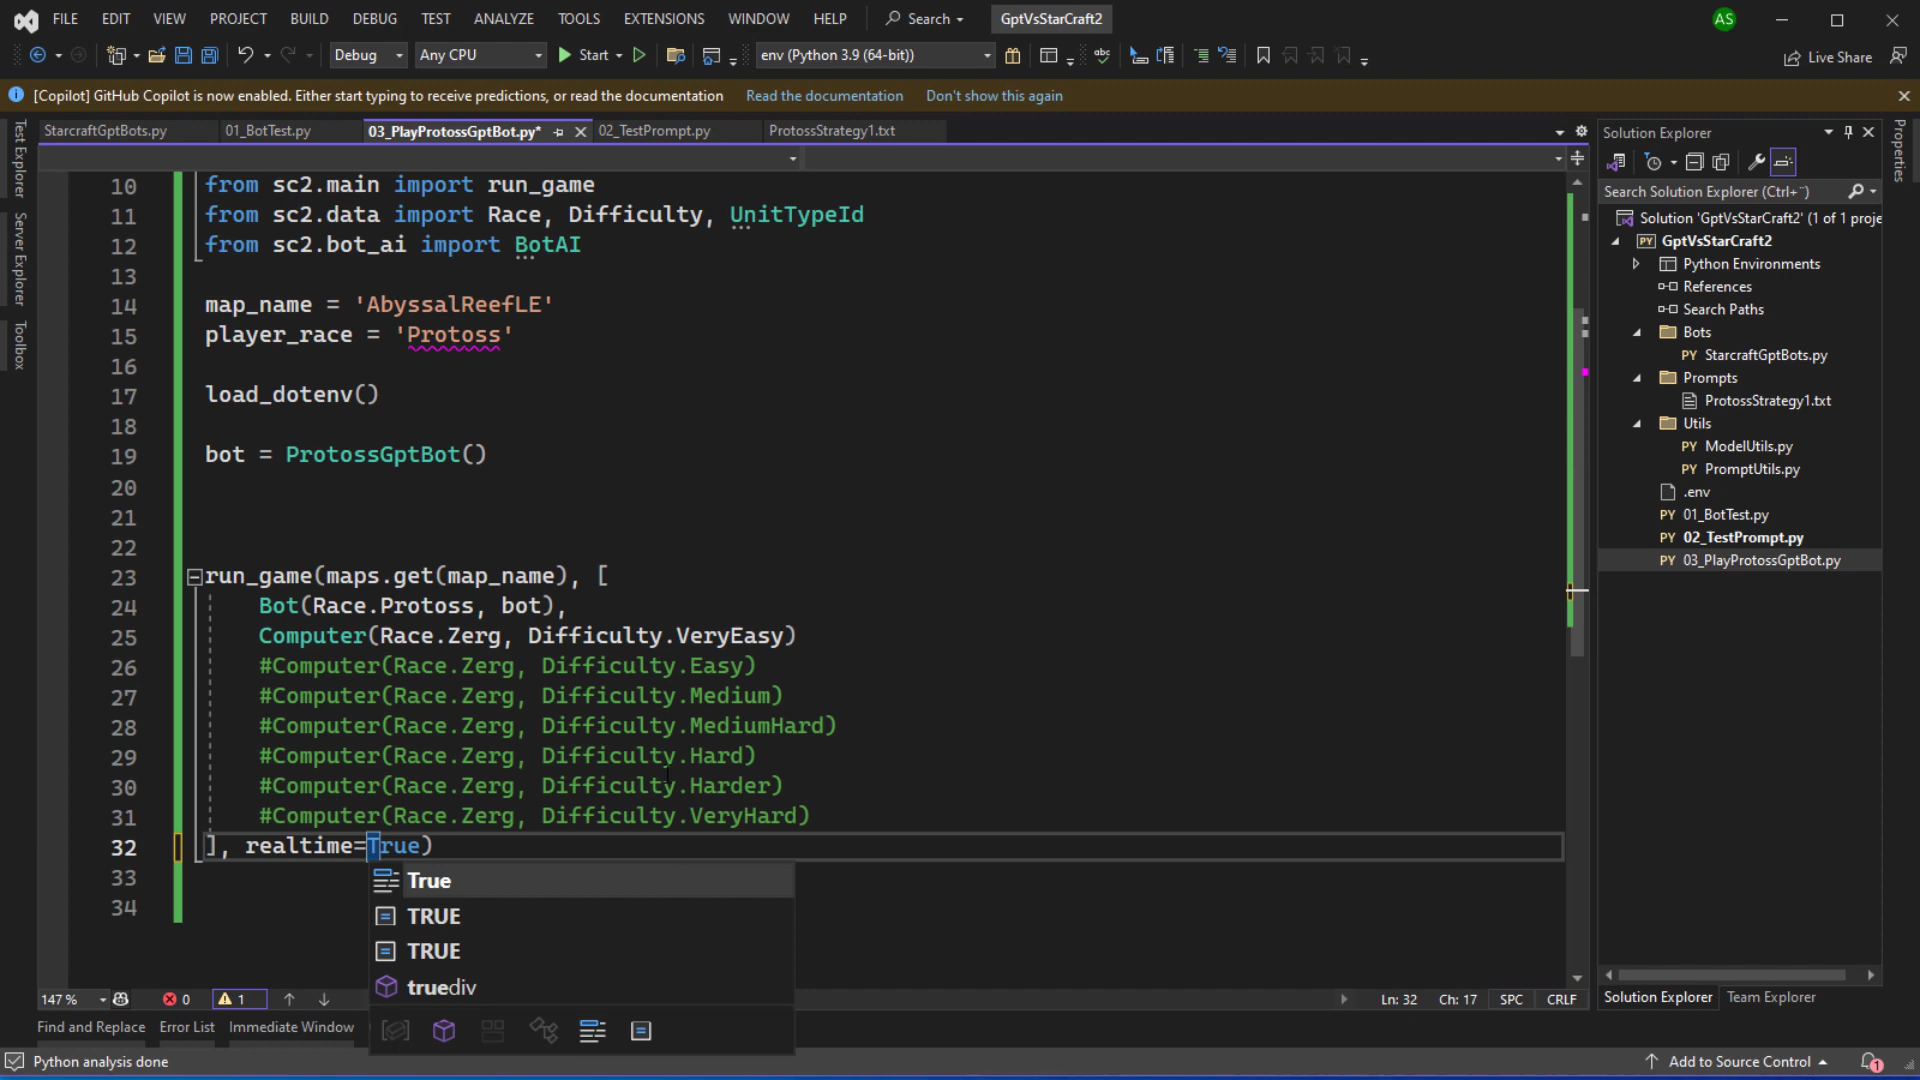 FILE EDIT VIEW PROJECT BUILD DEBUG TEST ANALYZE TOOLS EXTENSIONS WINDOW HELP Search GptVsStarCraft2 AS
Debug Any CPU Start env (Python 3.9 (64-bit)) Live Share
[Copilot] GitHub Copilot is now enabled. Either start typing to receive predictions, or read the documentation Read the documentation Don't show this again
StarcraftGptBots.py 01_BotTest.py 03_PlayProtossGptBot.py* 02_TestPrompt.py ProtossStrategy1.txt
Test Explorer
Server Explorer
Toolbox
10 from sc2.main import run_game
11 from sc2.data import Race, Difficulty, UnitTypeId
12 from sc2.bot_ai import BotAI
13
14 map_name = 'AbyssalReefLE'
15 player_race = 'Protoss'
16
17 load_dotenv()
18
19 bot = ProtossGptBot()
20
21
22
23 run_game(maps.get(map_name), [
24 Bot(Race.Protoss, bot),
25 Computer(Race.Zerg, Difficulty.VeryEasy)
26 #Computer(Race.Zerg, Difficulty.Easy)
27 #Computer(Race.Zerg, Difficulty.Medium)
28 #Computer(Race.Zerg, Difficulty.MediumHard)
29 #Computer(Race.Zerg, Difficulty.Hard)
30 #Computer(Race.Zerg, Difficulty.Harder)
31 #Computer(Race.Zerg, Difficulty.VeryHard)
32 ], realtime=True)
33
34
True
TRUE
TRUE
truediv
147 % 0 1 Ln: 32 Ch: 17 SPC CRLF
Find and Replace Error List Immediate Window
Python analysis done
Add to Source Control 1
Solution Explorer
Search Solution Explorer (Ctrl+¨)
Solution 'GptVsStarCraft2' (1 of 1 proje
PY GptVsStarCraft2
Python Environments
References
Search Paths
Bots
PY StarcraftGptBots.py
Prompts
ProtossStrategy1.txt
Utils
PY ModelUtils.py
PY PromptUtils.py
.env
PY 01_BotTest.py
PY 02_TestPrompt.py
PY 03_PlayProtossGptBot.py
Solution Explorer Team Explorer
Properties